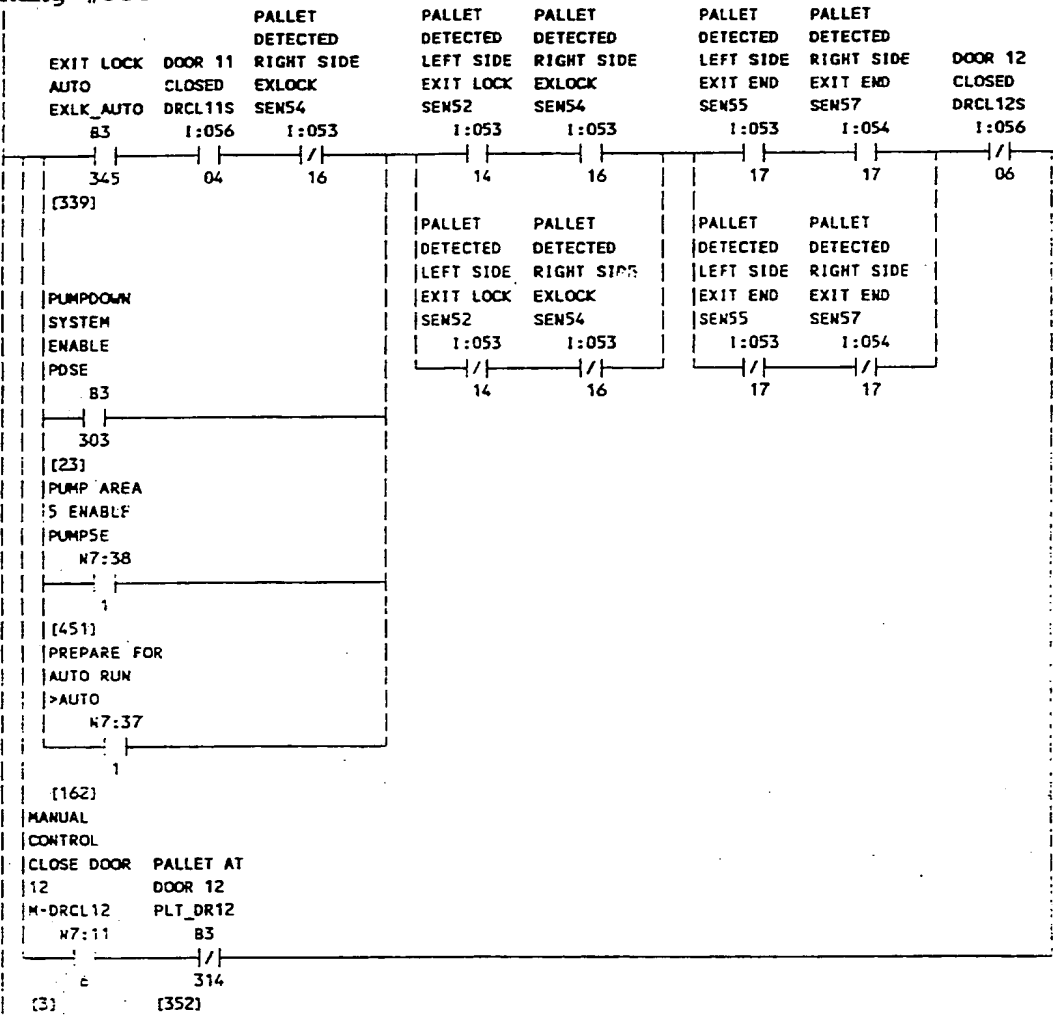 PALLET PALLET PALLET PALLET PALLET
DETECTED DETECTED DETECTED DETECTED DETECTED
EXIT LOCK DOOR 11 RIGHT SIDE LEFT SIDE RIGHT SIDE LEFT SIDE RIGHT SIDE DOOR 12
AUTO CLOSED EXLOCK EXIT LOCK EXLOCK EXIT END EXIT END CLOSED
EXLK_AUTO DRCL11S SEN54 SEN52 SEN54 SEN55 SEN57 DRCL12S
B3 I:056 I:053 I:053 I:053 I:053 I:054 I:056
345 04 16 14 16 17 17 06
[339]
PALLET PALLET PALLET PALLET
DETECTED DETECTED DETECTED DETECTED
LEFT SIDE RIGHT SIDE LEFT SIDE RIGHT SIDE
PUMPDOWN EXIT LOCK EXLOCK EXIT END EXIT END
SYSTEM SEN52 SEN54 SEN55 SEN57
ENABLE I:053 I:053 I:053 I:054
PDSE
14 16 17 17
B3
303
[23]
PUMP AREA
5 ENABLE
PUMP5E
N7:38
1
[451]
PREPARE FOR
AUTO RUN
>AUTO
N7:37
1
[162]
MANUAL
CONTROL
CLOSE DOOR PALLET AT
12 DOOR 12
M-DRCL12 PLT_DR12
N7:11 B3
314
[3] [352]